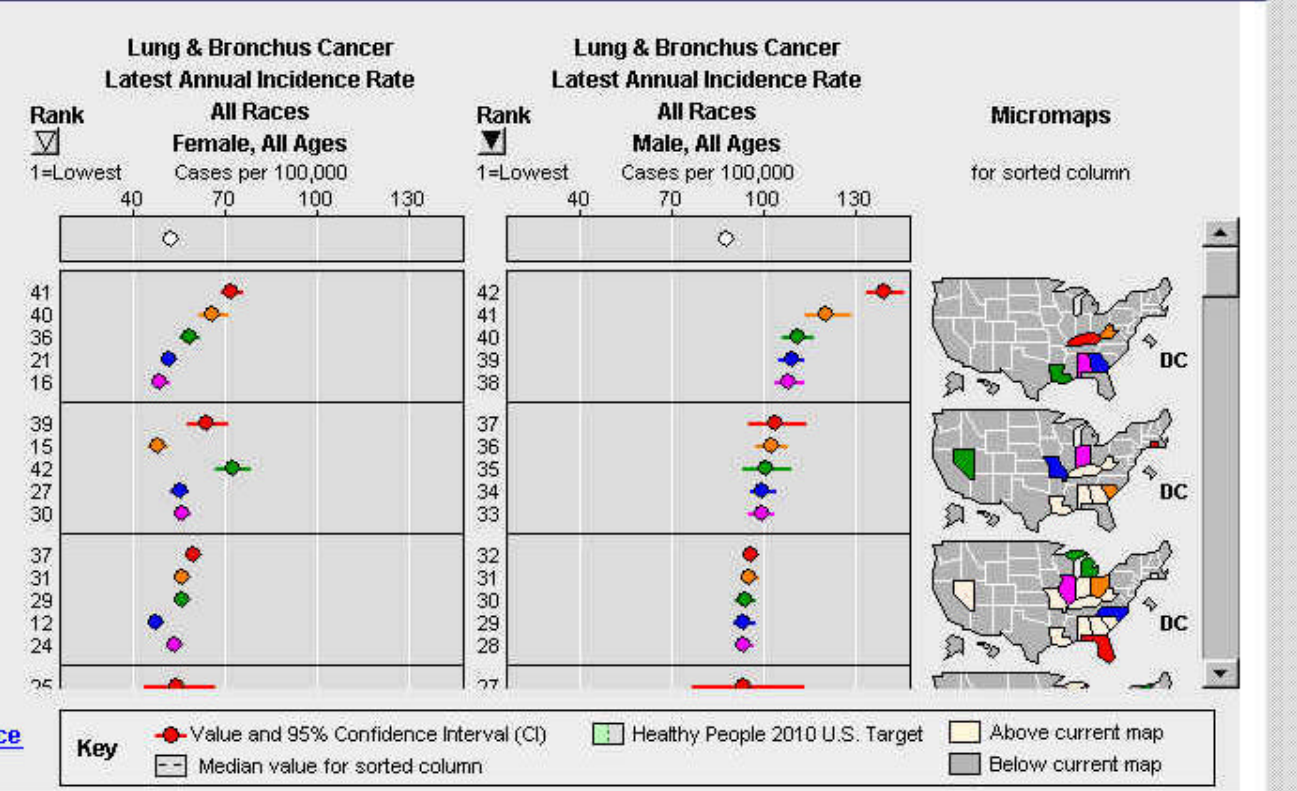 Lung & Bronchus Cancer
Latest Annual Incidence Rate
All Races
Female, All Ages
Cases per 100,000
Rank
1=Lowest
40 70 100 130
Lung & Bronchus Cancer
Latest Annual Incidence Rate
All Races
Male, All Ages
Cases per 100,000
Rank
1=Lowest
40 70 100 130
Micromaps
for sorted column
41 42
40 41
36 40
21 39
16 38
DC
39 37
15 36
42 35
27 34
30 33
DC
37 32
31 31
29 30
12 29
24 28
DC
25 27
ce
Key
Value and 95% Confidence Interval (CI)
Healthy People 2010 U.S. Target
Above current map
Median value for sorted column
Below current map